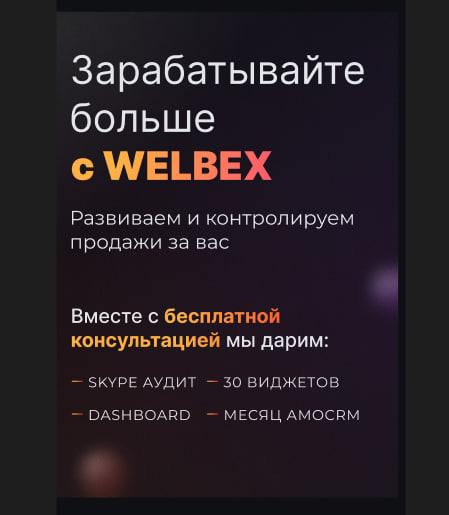 Зарабатывайте
больше
с WELBEX
Развиваем и контролируем
продажи за вас
Вместе с бесплатной
консультацией мы дарим:
— SKYPE АУДИТ — 30 ВИДЖЕТОВ
— DASHBOARD — МЕСЯЦ AMOCRM